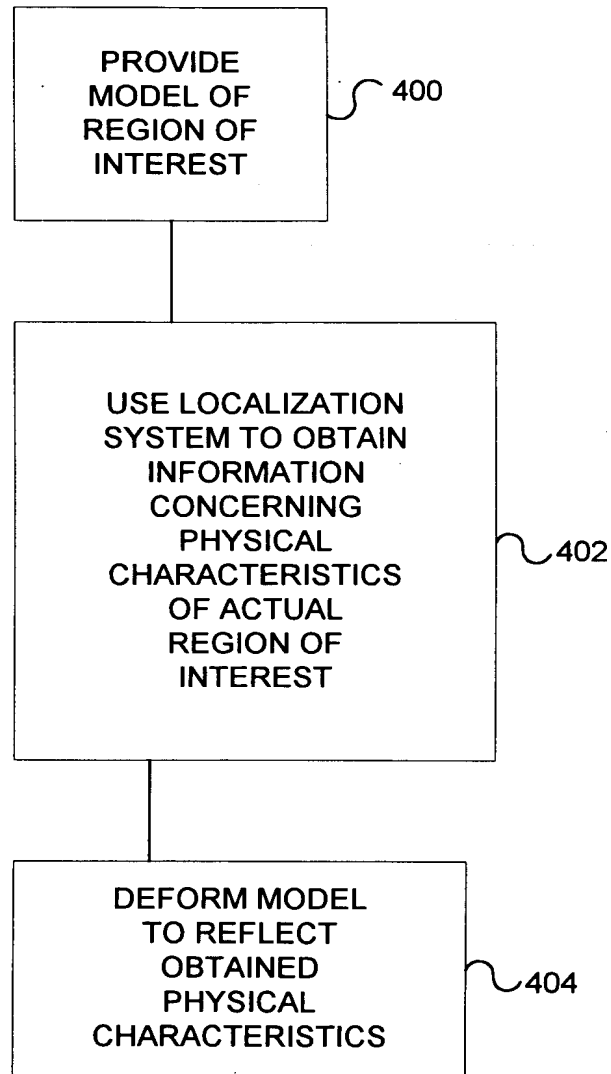 PROVIDE
MODEL OF
REGION OF
INTEREST
400
USE LOCALIZATION
SYSTEM TO OBTAIN
INFORMATION
CONCERNING
PHYSICAL
CHARACTERISTICS
OF ACTUAL
REGION OF
INTEREST
402
DEFORM MODEL
TO REFLECT
OBTAINED
PHYSICAL
CHARACTERISTICS
404